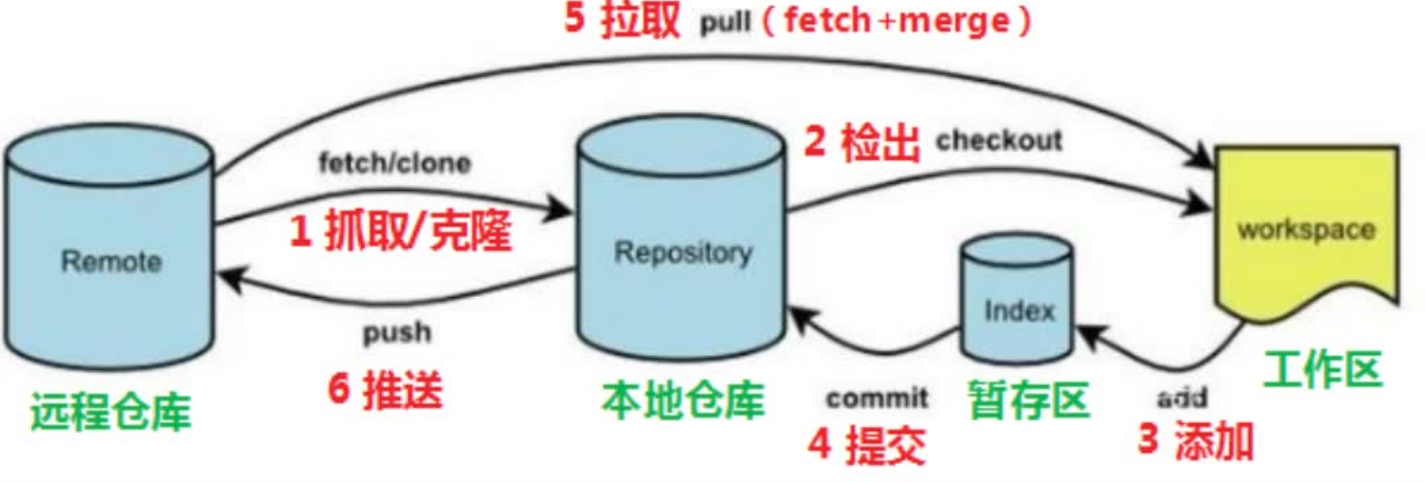 5 拉取 pull（fetch+merge）
fetch/clone
2 检出 checkout
1 抓取/克隆
workspace
Remote
Repository
Index
push
工作区
6 推送
远程仓库
本地仓库
commit
暂存区
add
4 提交
3 添加